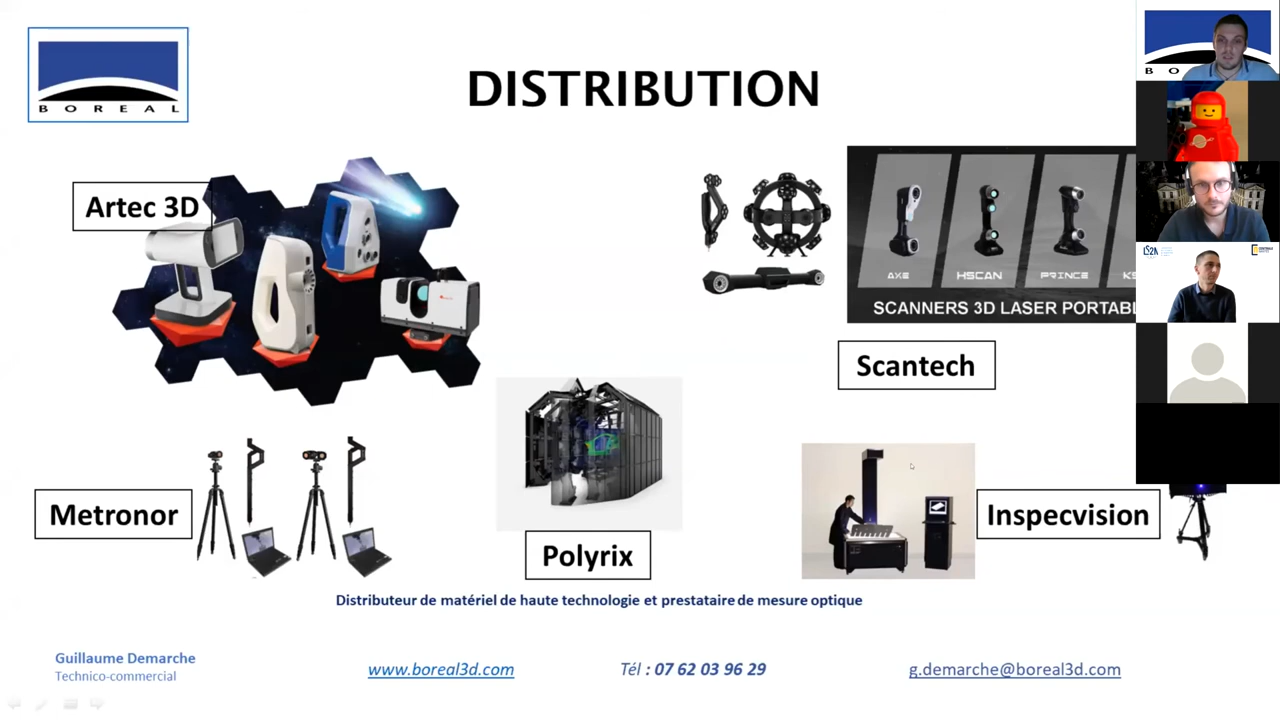 BOREAL
DISTRIBUTION
BO
Artec 3D
AXE
HSCAN
PRINCE
SCANNERS 3D LASER PORTABL
Scantech
LS2N
Metronor
Polyrix
Inspecvision
Distributeur de matériel de haute technologie et prestataire de mesure optique
Guillaume Demarche
Technico-commercial
www.boreal3d.com
Tél : 07 62 03 96 29
g.demarche@boreal3d.com